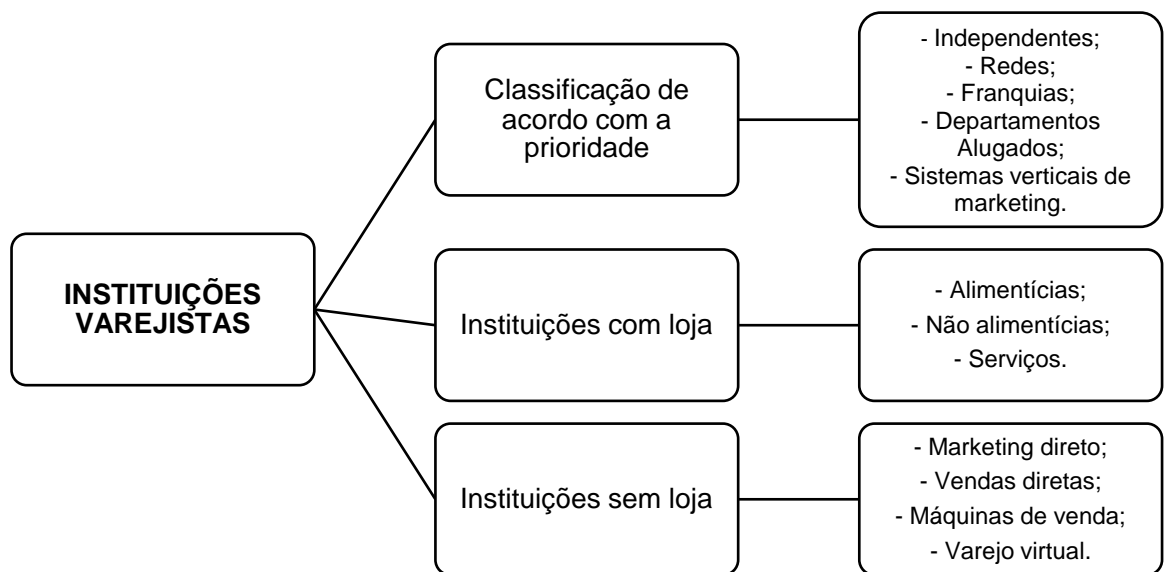 INSTITUIÇÕES
VAREJISTAS
Classificação de
acordo com a
prioridade
- Independentes;
- Redes;
- Franquias;
- Departamentos
Alugados;
- Sistemas verticais de
marketing.
Instituições com loja
- Alimentícias;
- Não alimentícias;
- Serviços.
Instituições sem loja
- Marketing direto;
- Vendas diretas;
- Máquinas de venda;
- Varejo virtual.